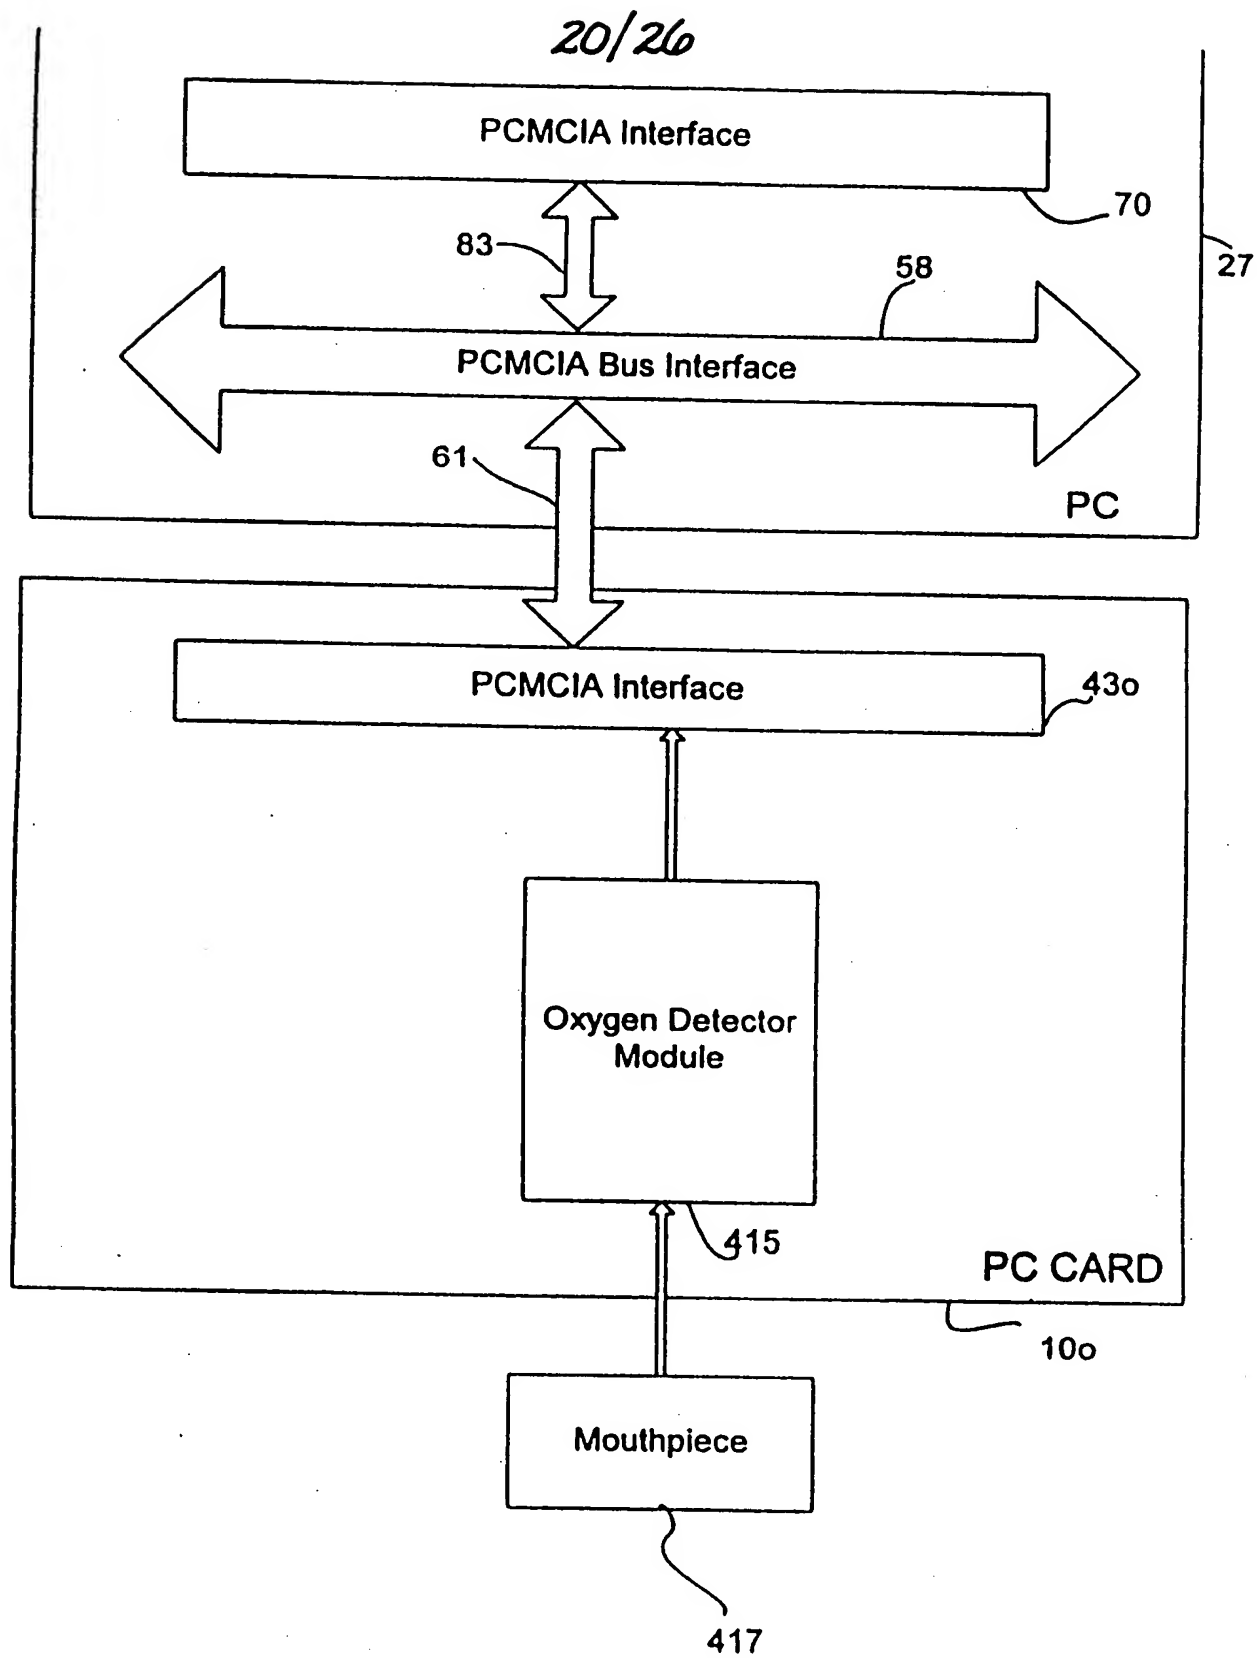 20/26
PCMCIA Interface
70
83
27
58
PCMCIA Bus Interface
61
PC
PCMCIA Interface
43o
Oxygen Detector
Module
415
PC CARD
10o
Mouthpiece
417